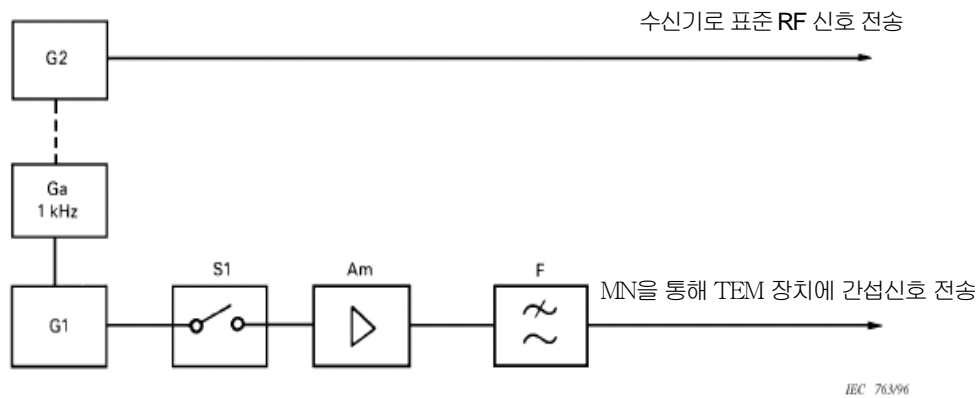 수신기로 표준 RF 신호 전송
G2
Ga
1 kHz
S1
Am
F
G1
MN을 통해 TEM 장치에 간섭신호 전송
IEC 763/96